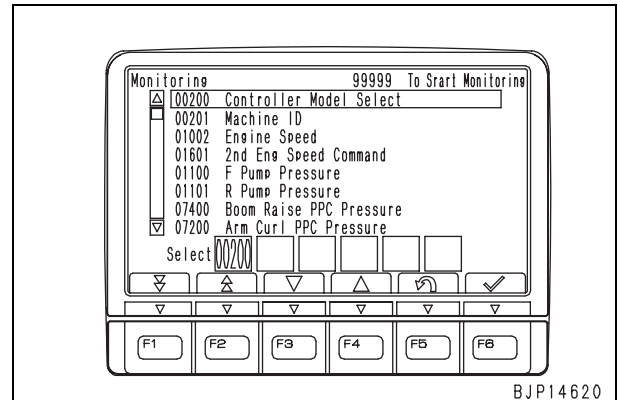 Monitoring 99999 To Srart Monitoring
00200 Controller Model Select
00201 Machine ID
01002 Engine Speed
01601 2nd Eng Speed Command
01100 F Pump Pressure
01101 R Pump Pressure
07400 Boom Raise PPC Pressure
07200 Arm Curl PPC Pressure
Select 00200
F1 F2 F3 F4 F5 F6
BJP14620